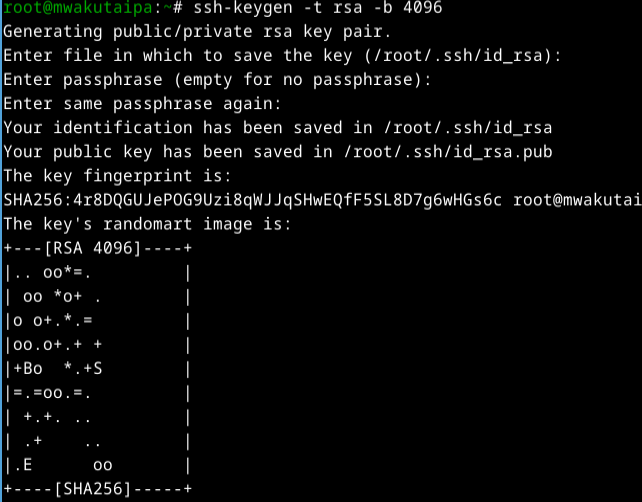 root@mwakutaipa:~# ssh-keygen -t rsa -b 4096
Generating public/private rsa key pair.
Enter file in which to save the key (/root/.ssh/id_rsa):
Enter passphrase (empty for no passphrase):
Enter same passphrase again:
Your identification has been saved in /root/.ssh/id_rsa
Your public key has been saved in /root/.ssh/id_rsa.pub
The key fingerprint is:
SHA256:4r8DQGUJePOG9Uzi8qWJJqSHwEQfF5SL8D7g6wHGs6c root@mwakutai
The key's randomart image is:
+---[RSA 4096]----+
|.. oo*=.         |
| oo *o+ .        |
|o o+.*.=         |
|oo.o+.+ +        |
|+Bo  *.+S        |
|=.=oo.=.         |
| +.+. ..         |
| .+    ..        |
|.E      oo       |
+----[SHA256]-----+